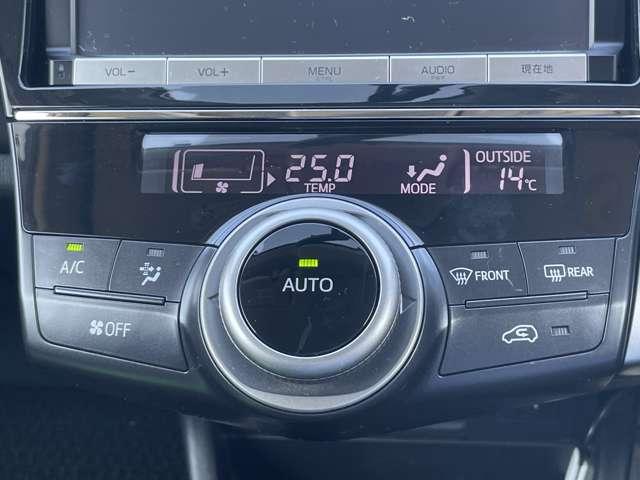 VOL− VOL+ MENU AUDIO 現在地
25.0 OUTSIDE
TEMP MODE 14°C
A/C FRONT REAR
AUTO
OFF